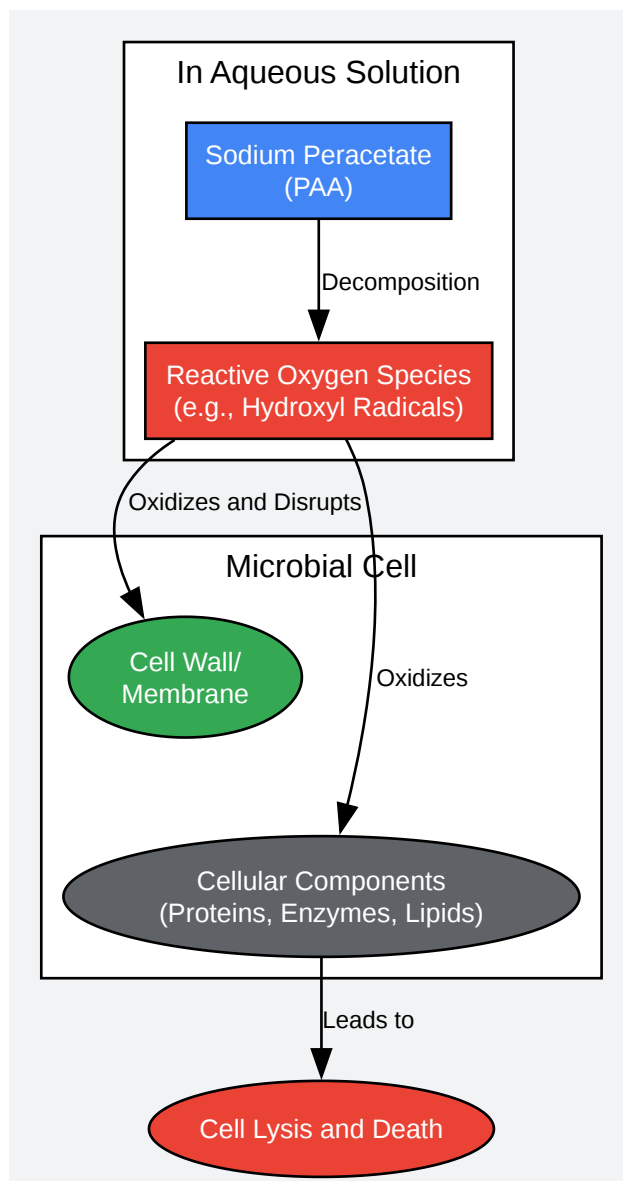 In Aqueous Solution
Sodium Peracetate
(PAA)
Decomposition
Reactive Oxygen Species
(e.g., Hydroxyl Radicals)
Oxidizes and Disrupts
Microbial Cell
Cell Wall/
Membrane
Oxidizes
Cellular Components
(Proteins, Enzymes, Lipids)
Leads to
Cell Lysis and Death